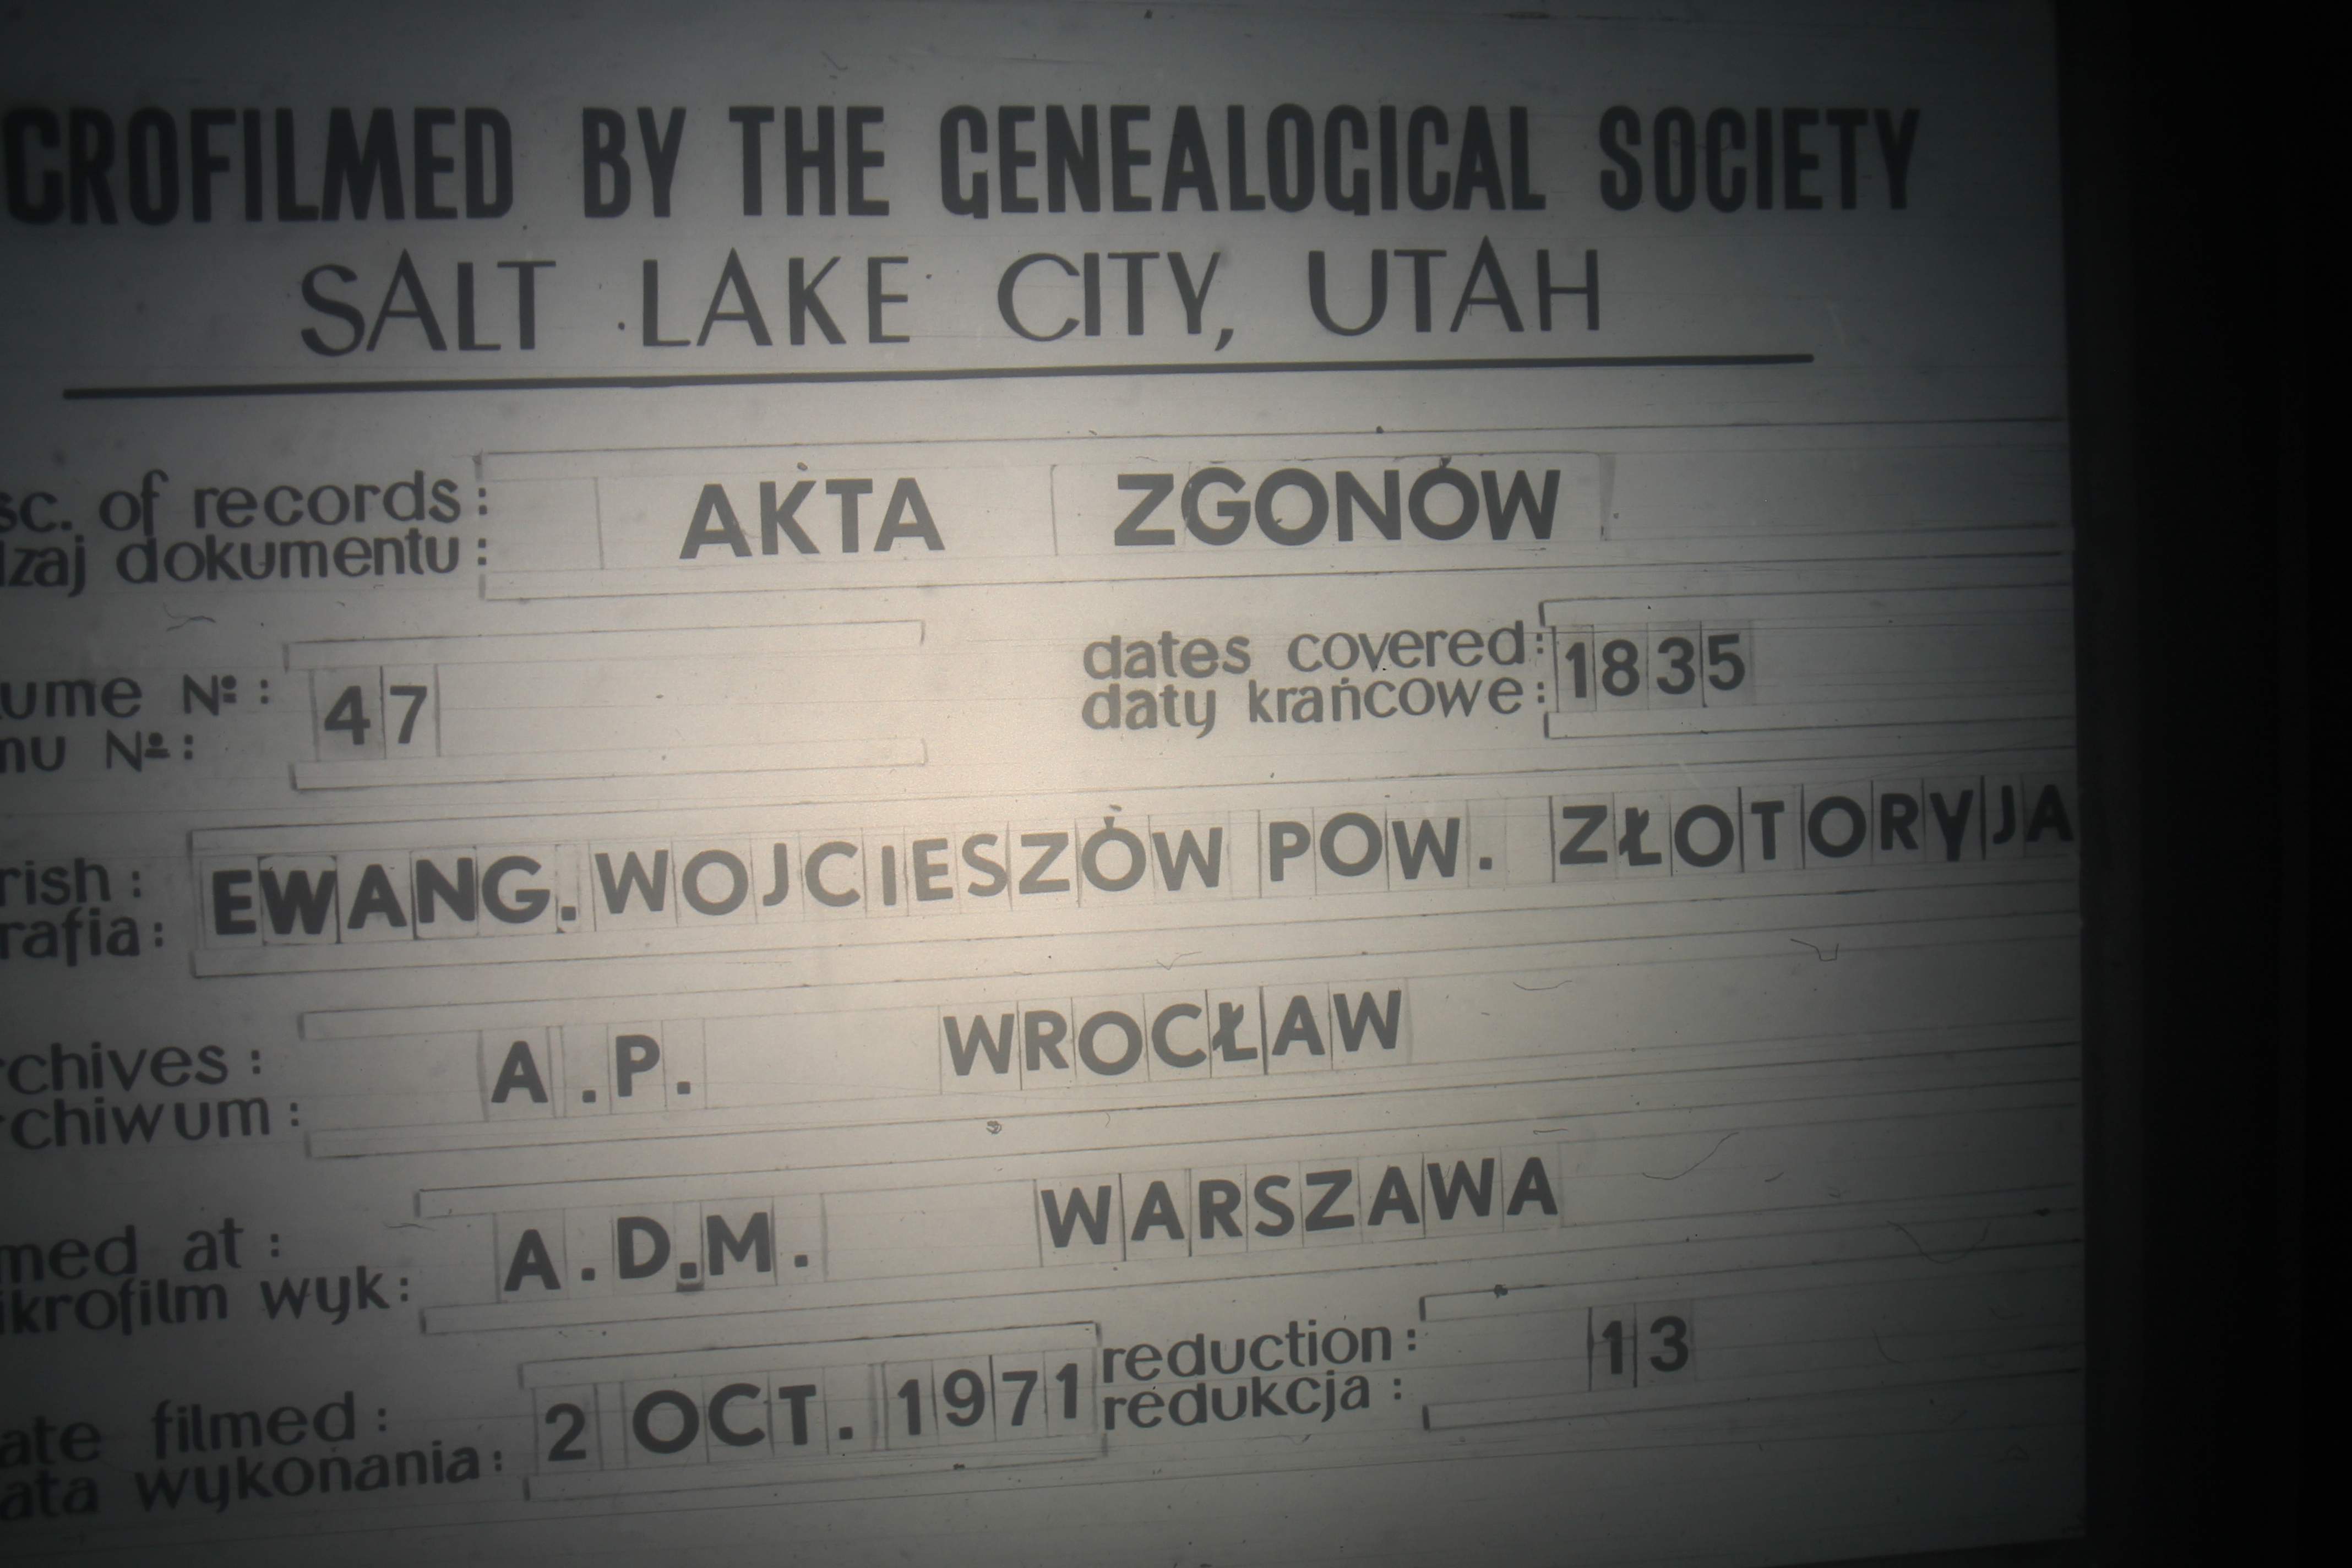 CROFILMED BY THE GENEALOGICAL SOCIETY
SALT LAKE CITY, UTAH
sc. of records: AKTA ZGONÓW
dzaj dokumentu:
ume Nº: 47
mu Nº:
dates covered: 1835
daty krańcowe:
rish: EWANG. WOJCIESZÓW POW. ZŁOTORYJA
rafia:
rchives: A.P. WROCŁAW
rchiwum:
med at: A.D.M. WARSZAWA
ikrofilm wyk:
ate filmed: 2 OCT. 1971
ata wykonania:
reduction: 13
redukcja: